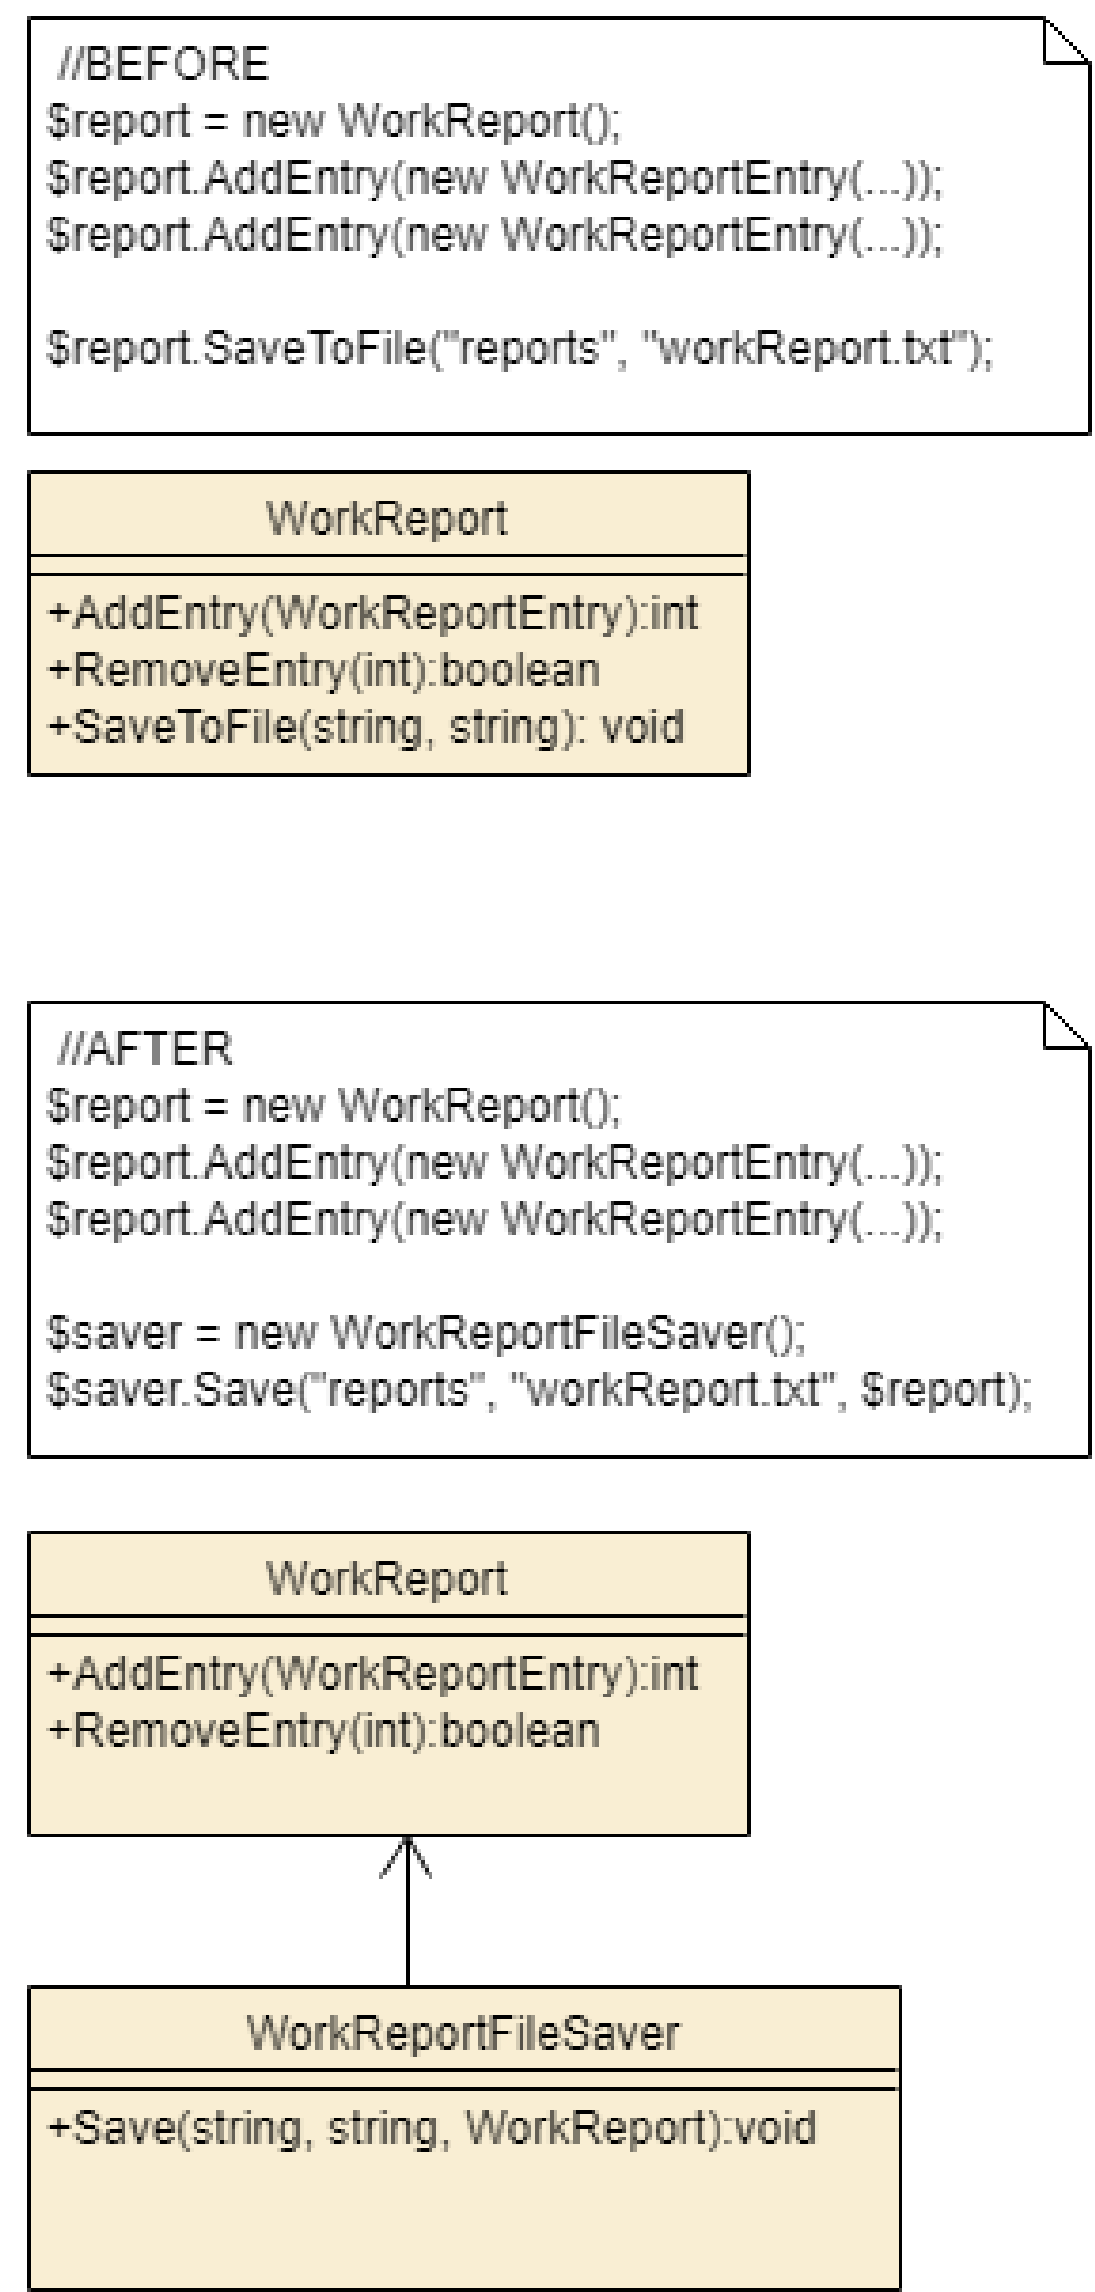 //BEFORE
$report = new WorkReport();
$report.AddEntry(new WorkReportEntry(...));
$report.AddEntry(new WorkReportEntry(...));
$report.SaveToFile("reports", "workReport.txt");
WorkReport
+AddEntry(WorkReportEntry):int
+RemoveEntry(int):boolean
+SaveToFile(string, string): void
//AFTER
$report = new WorkReport();
$report.AddEntry(new WorkReportEntry(...));
$report.AddEntry(new WorkReportEntry(...));
$saver = new WorkReportFileSaver();
$saver.Save("reports", "workReport.txt", $report);
WorkReport
+AddEntry(WorkReportEntry):int
+RemoveEntry(int):boolean
WorkReportFileSaver
+Save(string, string, WorkReport):void